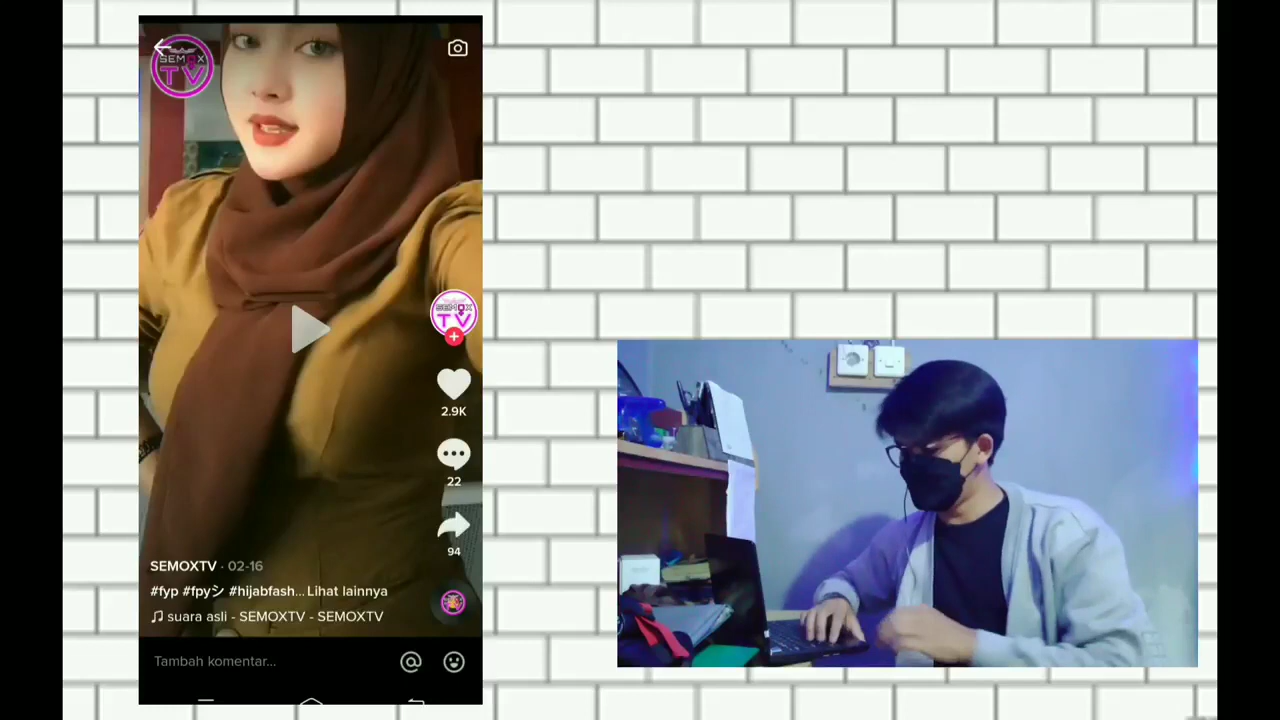 SEMOX
TV
SEMOX
TV
2.9K
22
94
SEMOXTV · 02-16
#fyp #fpyシ #hijabfash... Lihat lainnya
suara asli - SEMOXTV - SEMOXTV
Tambah komentar...